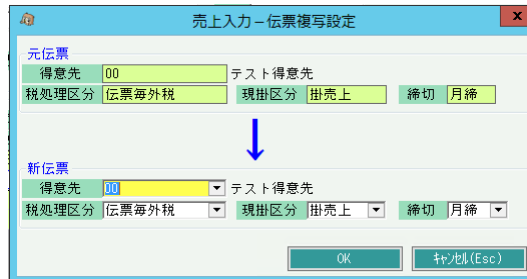 売上入力－伝票複写設定
x
元伝票
得意先 00 テスト得意先
税処理区分 伝票毎外税 現掛区分 掛売上 締切 月締
新伝票
得意先 00 テスト得意先
税処理区分 伝票毎外税 現掛区分 掛売上 締切 月締
OK ｷｬﾝｾﾙ(Esc)